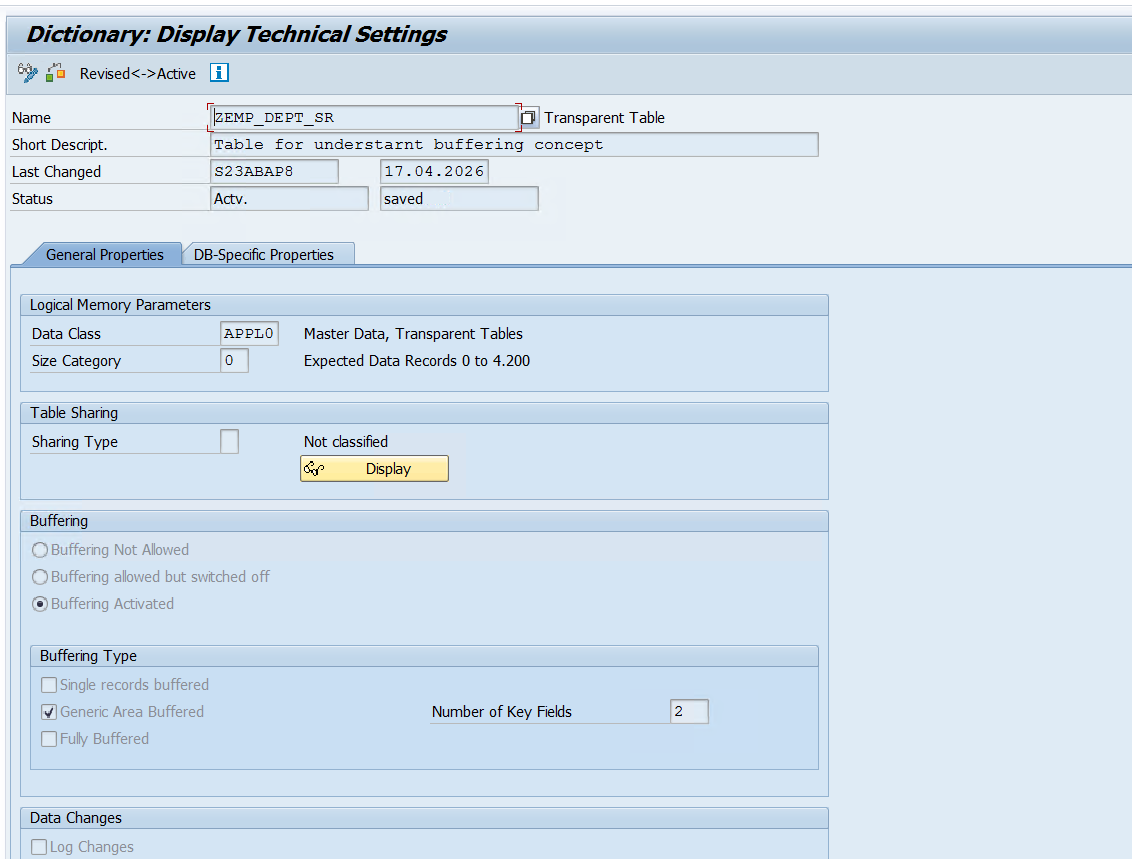 Dictionary: Display Technical Settings
Revised<->Active
Name ZEMP_DEPT_SR Transparent Table
Short Descript. Table for understarnt buffering concept
Last Changed S23ABAP8 17.04.2026
Status Actv. saved
General Properties DB-Specific Properties
Logical Memory Parameters
Data Class APPL0 Master Data, Transparent Tables
Size Category 0 Expected Data Records 0 to 4.200
Table Sharing
Sharing Type Not classified
Display
Buffering
Buffering Not Allowed
Buffering allowed but switched off
Buffering Activated
Buffering Type
Single records buffered
Generic Area Buffered Number of Key Fields 2
Fully Buffered
Data Changes
Log Changes